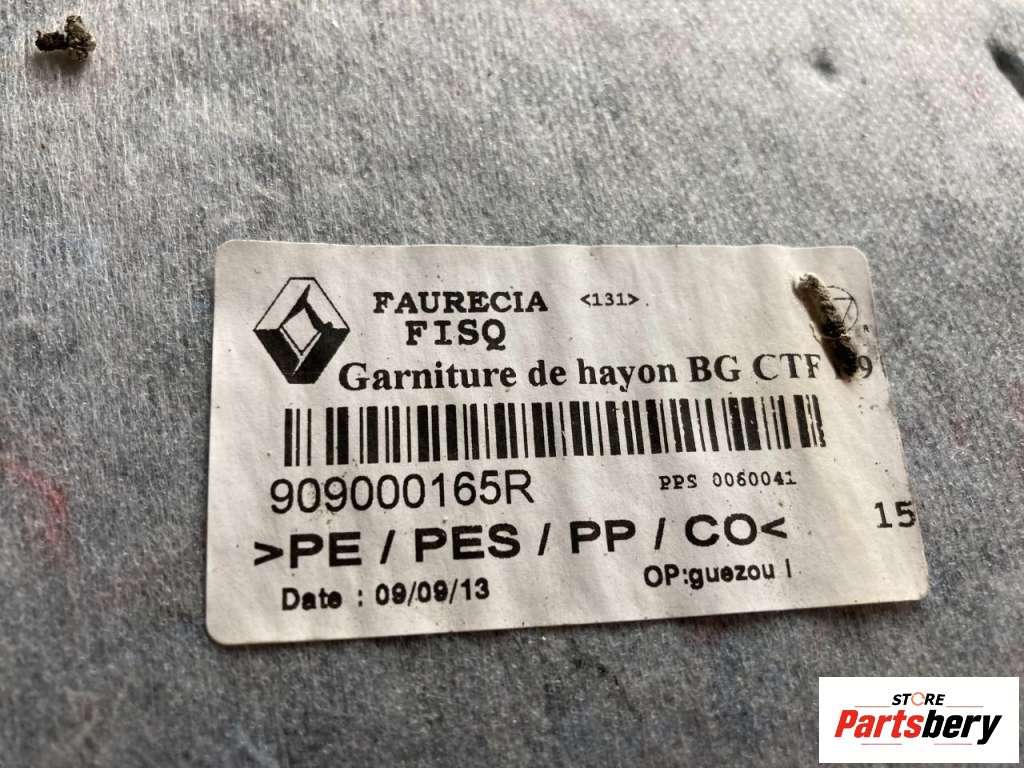 FAURECIA <131>
FISQ
Garniture de hayon BG CTF
909000165R
PPS 0060041
>PE / PES / PP / CO<
15
Date : 09/09/13
OP:guezou l
STORE
Partsbery